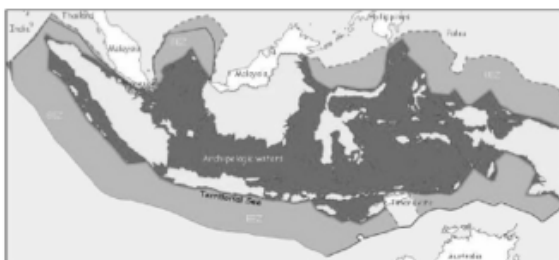 Thailand
India
Malaysia
Philippines
Palau
EEZ
EEZ
Malaysia
EEZ
Archipelagic waters
Territorial Sea
EEZ
Australia